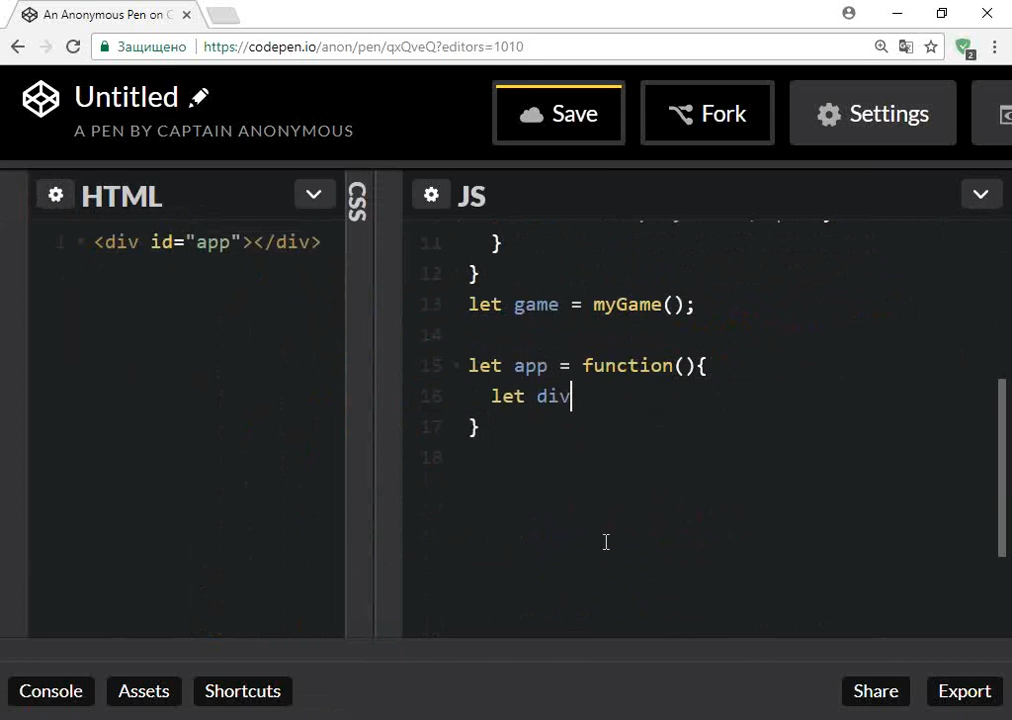 An Anonymous Pen on C
Защищено https://codepen.io/anon/pen/qxQveQ?editors=1010
2
Untitled
A PEN BY CAPTAIN ANONYMOUS
Save
Fork
Settings
HTML
CSS
JS
1 <div id="app"></div>
11 }
12 }
13 let game = myGame();
14
15 let app = function(){
16 let div
17 }
18
Console
Assets
Shortcuts
Share
Export